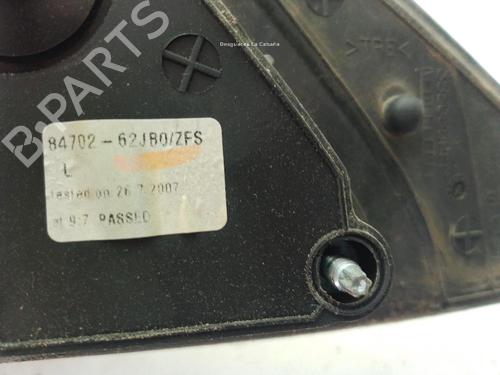 Desguaces La Cabaña
>TPE<
84702-62JB0/ZFS
L
Tested on 26.7.2007
at 9:7 PASSED
B-PARTS